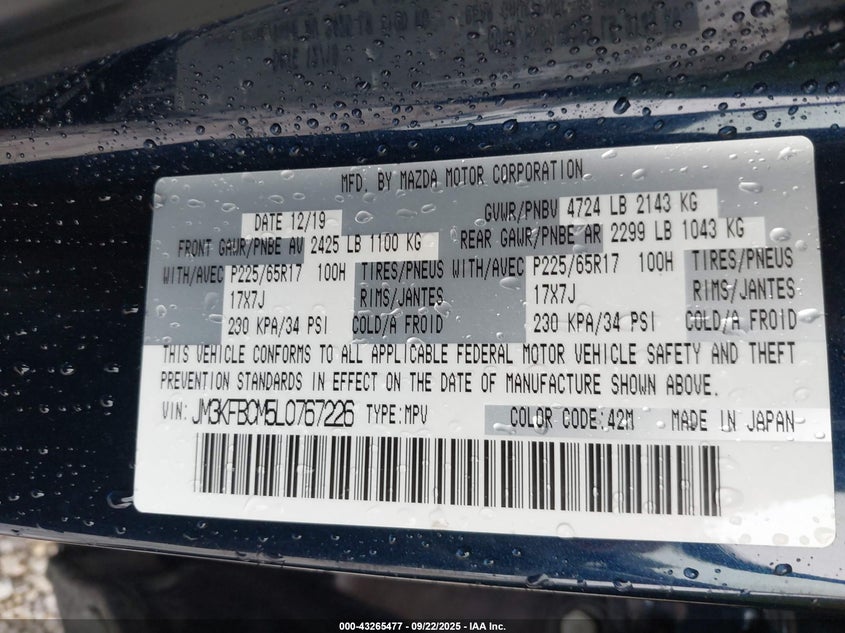 MFD. BY MAZDA MOTOR CORPORATION
DATE 12/19 GVWR/PNBV 4724 LB 2143 KG
FRONT GAWR/PNBE AV 2425 LB 1100 KG REAR GAWR/PNBE AR 2299 LB 1043 KG
WITH/AVEC P225/65R17 100H TIRES/PNEUS WITH/AVEC P225/65R17 100H TIRES/PNEUS
17X7J RIMS/JANTES 17X7J RIMS/JANTES
230 KPA/34 PSI COLD/A FROID 230 KPA/34 PSI COLD/A FROID
THIS VEHICLE CONFORMS TO ALL APPLICABLE FEDERAL MOTOR VEHICLE SAFETY AND THEFT
PREVENTION STANDARDS IN EFFECT ON THE DATE OF MANUFACTURE SHOWN ABOVE.
VIN: JM3KFBCM5L0767226 TYPE:MPV COLOR CODE:42M MADE IN JAPAN
000-43265477 - 09/22/2025 - IAA Inc.